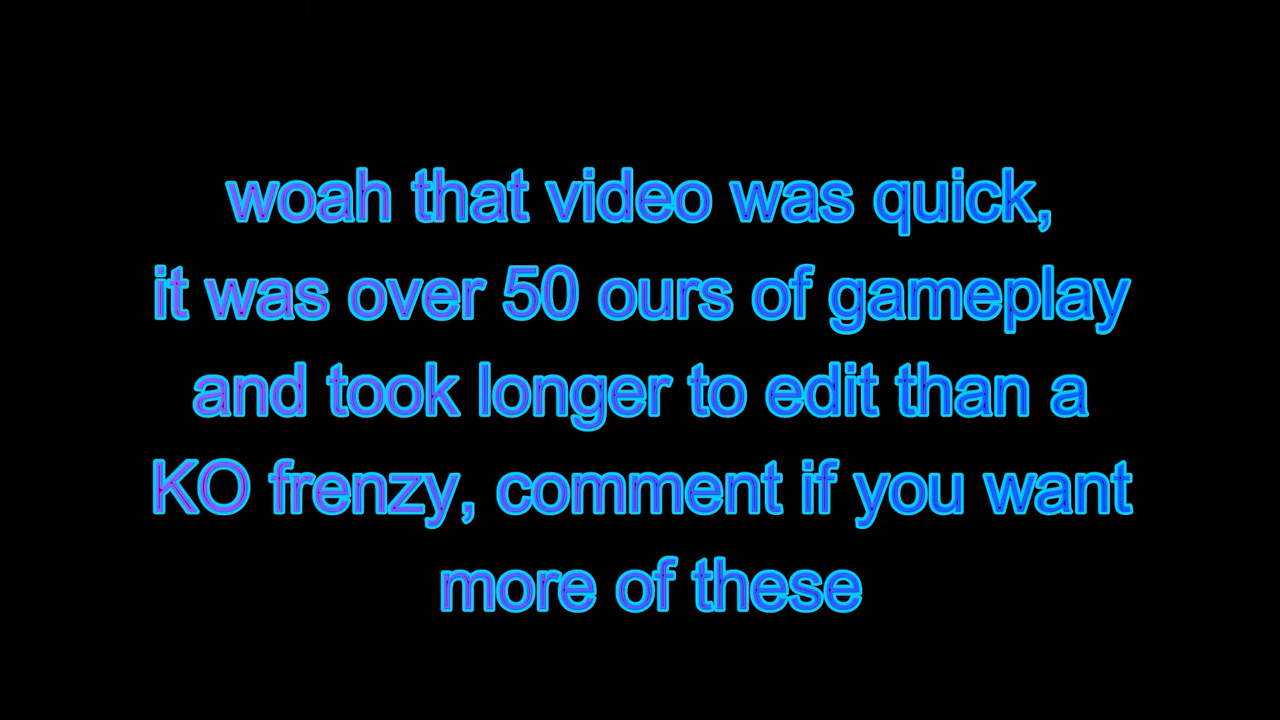 woah that video was quick,
it was over 50 ours of gameplay
and took longer to edit than a
KO frenzy, comment if you want
more of these